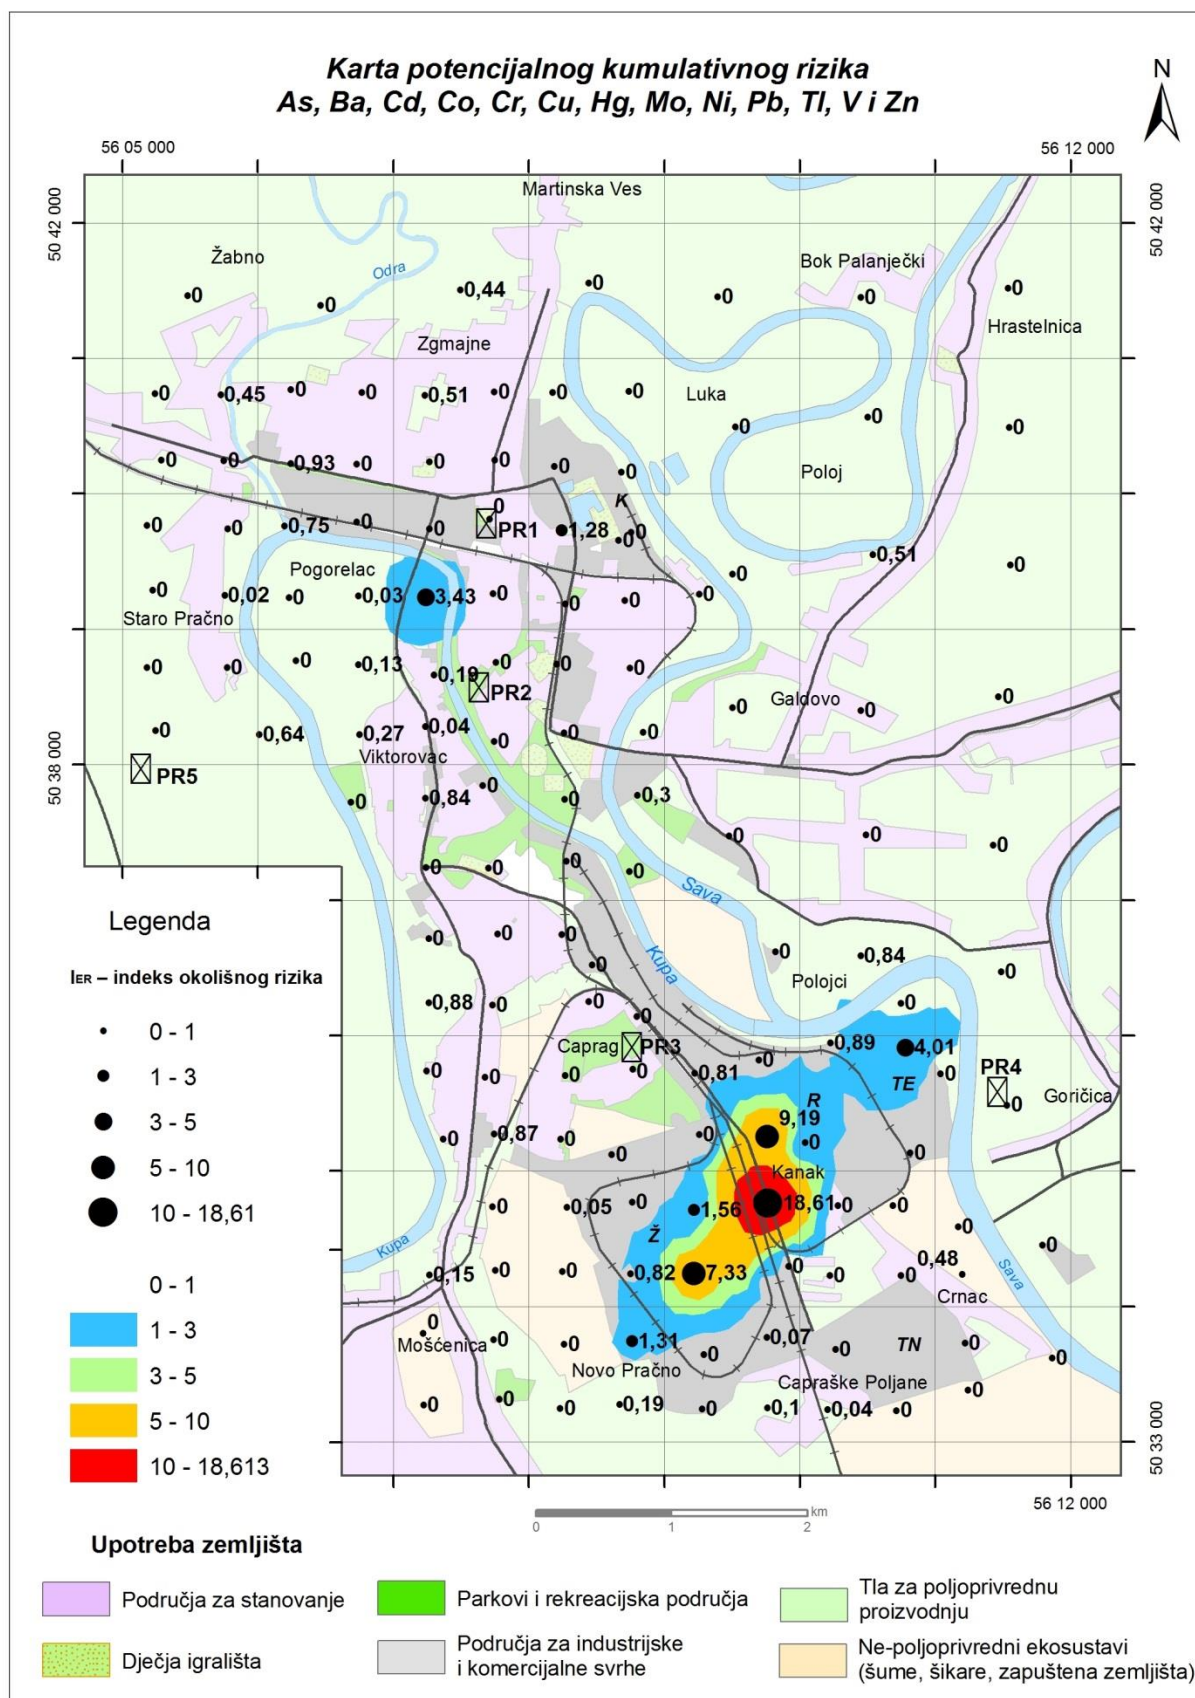 Karta potencijalnog kumulativnog rizika
As, Ba, Cd, Co, Cr, Cu, Hg, Mo, Ni, Pb, Tl, V i Zn
N
56 05 000
56 12 000
50 42 000
50 42 000
Martinska Ves
Žabno
Odra
Bok Palanječki
0
0
0,44
0
0
0
0
Zgmajne
Hrastelnica
0
0,45
0
0
0,51
0
0
0
Luka
0
0
0
0
0
0,93
0
0
0
0
0
Poloj
K
0
0
0,75
0
0
0
PR1
1,28
0
0
0,51
0
Pogorelac
0
0
0,02
0
0,03
3,43
0
0
0
0
Staro Pračno
0
0
0
0,13
0,19
0
0
0
PR2
Galdovo
0
0
0
0
0,64
0,27
0,04
0
0
0
Viktorovac
PR5
50 38 000
50 38 000
0
0,84
0
0
0,3
0
0
0
0
0
0
0
Sava
Legenda
IER – indeks okolišnog rizika
0
0
0
0
0
0,84
0
Kupa
Polojci
0 - 1
1 - 3
3 - 5
5 - 10
10 - 18,61
0,88
0
0
0
0
Caprag
PR3
0,89
4,01
0
0
0
0
0,81
0
0
TE
PR4
0
Goričica
R
0
0,87
0
0
0
9,19
0
0
Kanak
0
0,05
0
1,56
18,61
0
0
0
0
Ž
Kupa
0,15
0
0
0,82
7,33
0
0
0
0,48
Crnac
Sava
0
Mošćenica
0
0
1,31
0
0,07
0
TN
0
0
Novo Pračno
Capraške Poljane
0
0
0
0
0,19
0
0,1
0,04
0
0 - 1
1 - 3
3 - 5
5 - 10
10 - 18,613
50 33 000
56 12 000
0 1 2 km
Upotreba zemljišta
Područja za stanovanje
Parkovi i rekreacijska područja
Tla za poljoprivrednu
proizvodnju
Dječja igrališta
Područja za industrijske
i komercijalne svrhe
Ne-poljoprivredni ekosustavi
(šume, šikare, zapuštena zemljišta)